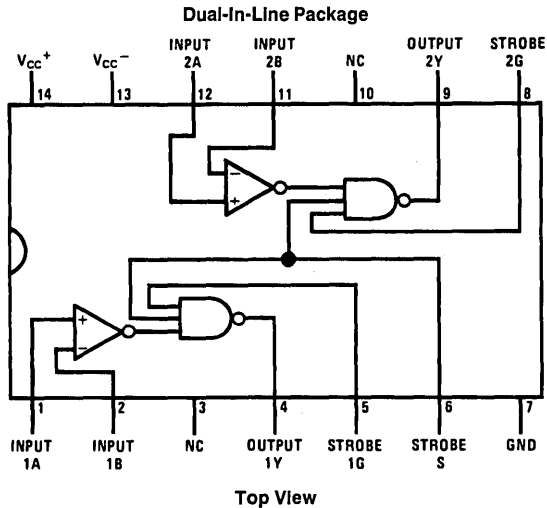 Dual-In-Line Package
INPUT INPUT OUTPUT STROBE
VCC+ VCC− 2A 2B NC 2Y 2G
14 13 12 11 10 9 8
−
+
+
−
1 2 3 4 5 6 7
INPUT INPUT NC OUTPUT STROBE STROBE GND
1A 1B 1Y 1G S
Top View